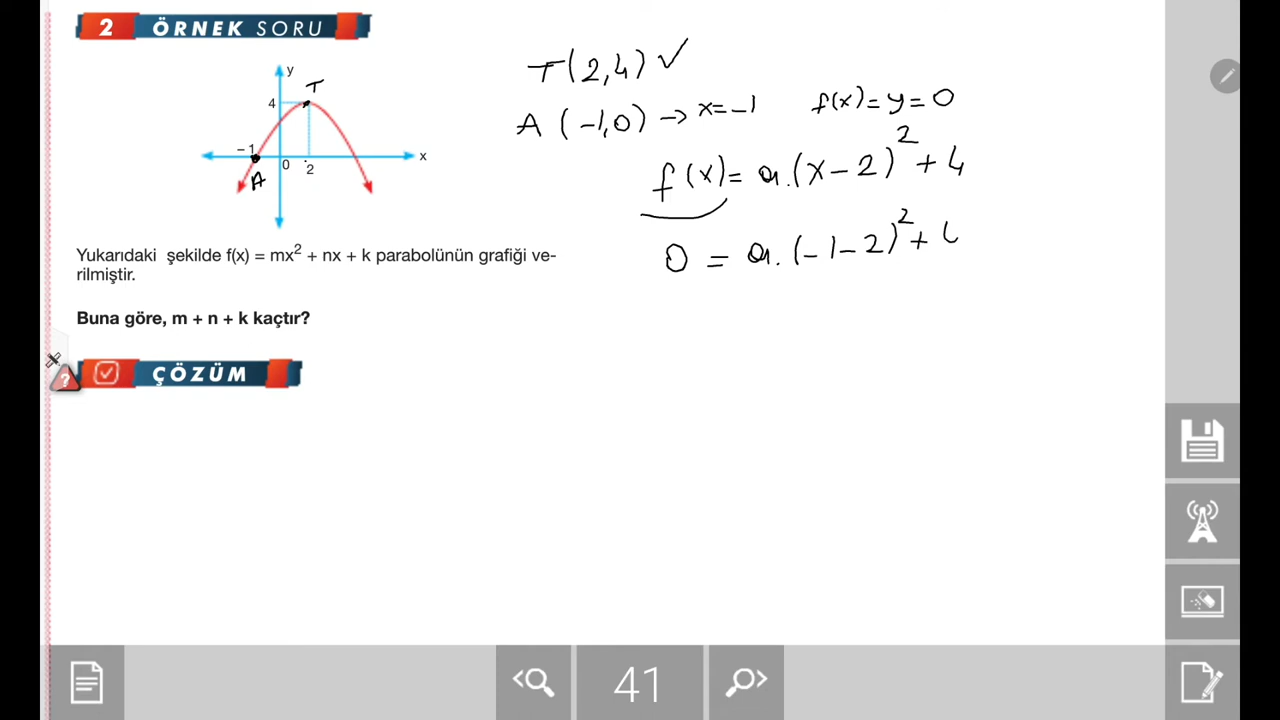 2 ÖRNEK SORU
y
T
4
-1
0
2
x
A
Yukarıdaki şekilde f(x) = mx² + nx + k parabolünün grafiği ve-
rilmiştir.
Buna göre, m + n + k kaçtır?
?
ÇÖZÜM
T(2,4) ✓
A (-1,0) → x=-1
f(x)=y=0
f(x)= a.(x-2)² + 4
0 = a.(-1-2)² +
41